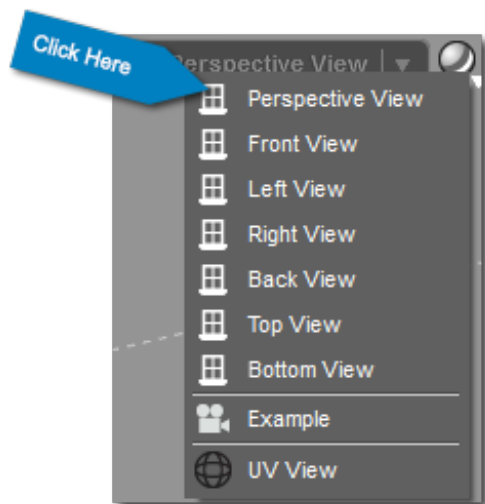 Click Here
Perspective View
Perspective View
Front View
Left View
Right View
Back View
Top View
Bottom View
Example
UV View